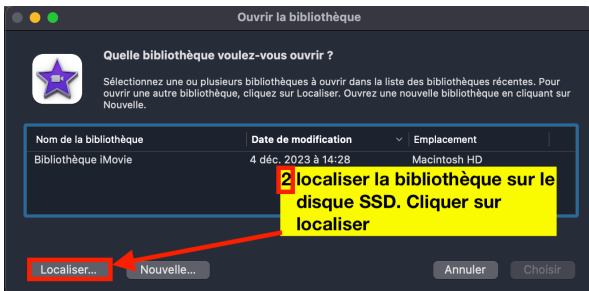 Ouvrir la bibliothèque
Quelle bibliothèque voulez-vous ouvrir ?
Sélectionnez une ou plusieurs bibliothèques à ouvrir dans la liste des bibliothèques récentes. Pour
ouvrir une autre bibliothèque, cliquez sur Localiser. Ouvrez une nouvelle bibliothèque en cliquant sur
Nouvelle.
Nom de la bibliothèque Date de modification Emplacement
Bibliothèque iMovie 4 déc. 2023 à 14:28 Macintosh HD
2 localiser la bibliothèque sur le
disque SSD. Cliquer sur
localiser
Localiser... Nouvelle... Annuler Choisir